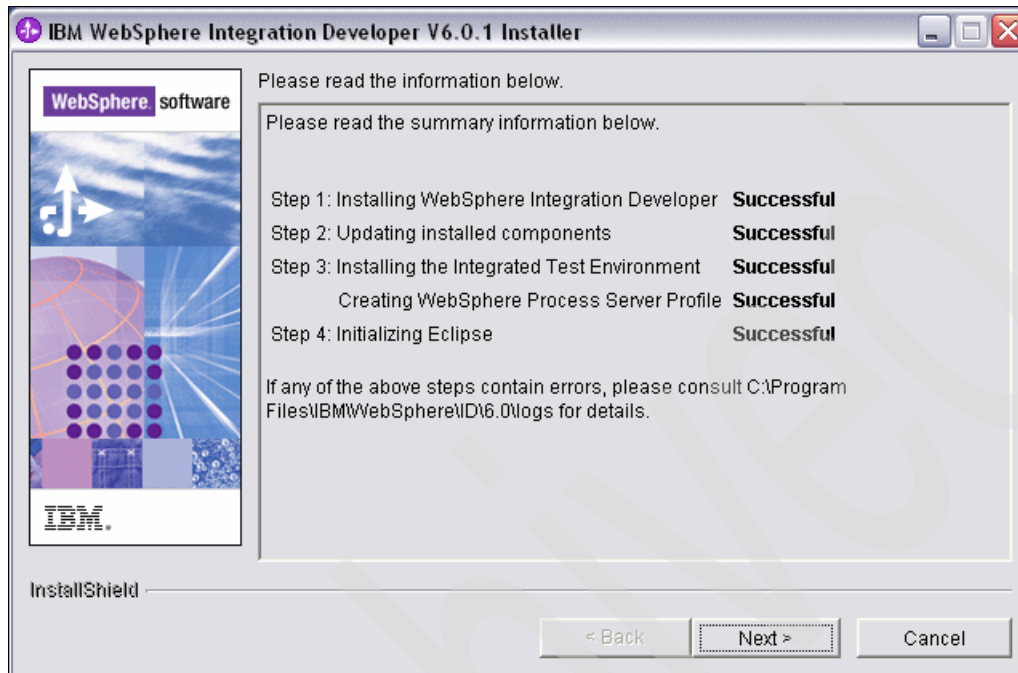 IBM WebSphere Integration Developer V6.0.1 Installer
WebSphere. software
Please read the information below.
Please read the summary information below.
Step 1: Installing WebSphere Integration Developer Successful
Step 2: Updating installed components Successful
Step 3: Installing the Integrated Test Environment Successful
Creating WebSphere Process Server Profile Successful
Step 4: Initializing Eclipse Successful
If any of the above steps contain errors, please consult C:\Program
Files\IBM\WebSphere\ID\6.0\logs for details.
IBM.
InstallShield
< Back Next > Cancel